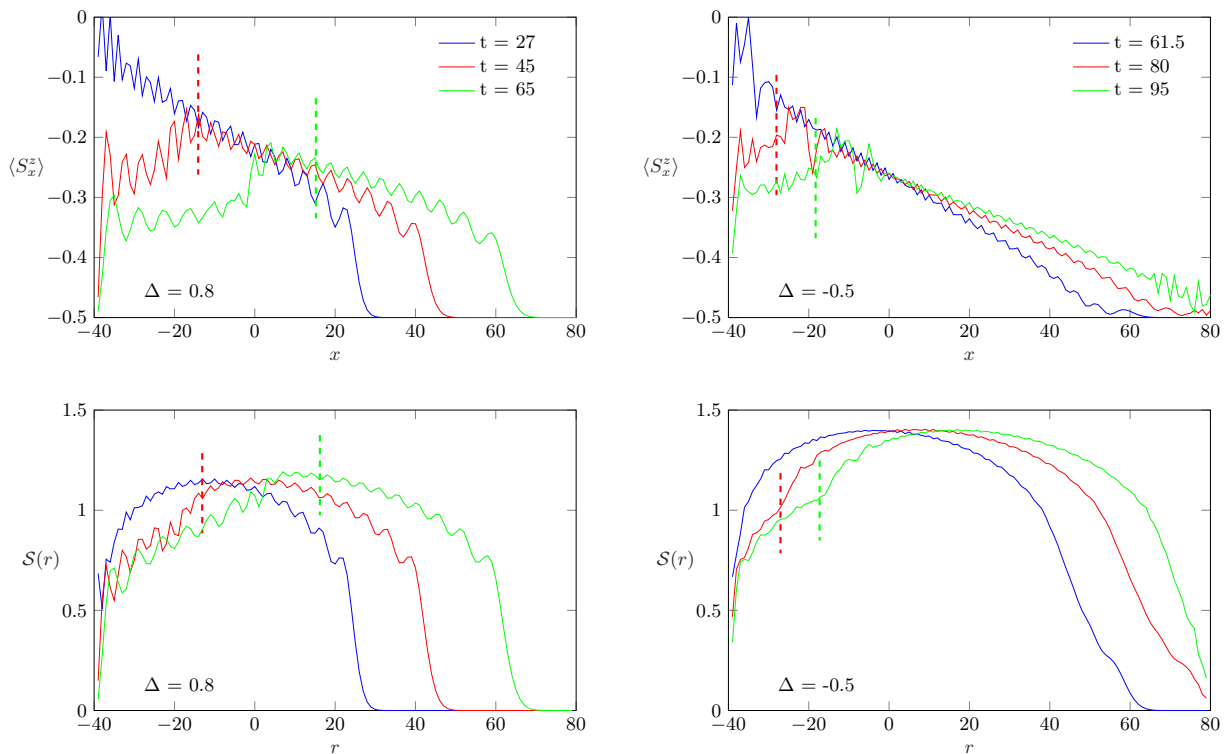 0
−0.1
−0.2
−0.3
−0.4
−0.5
⟨S_x^z⟩
t = 27
t = 45
t = 65
Δ = 0.8
−40 −20 0 20 40 60 80
x
0
−0.1
−0.2
−0.3
−0.4
−0.5
⟨S_x^z⟩
t = 61.5
t = 80
t = 95
Δ = -0.5
−40 −20 0 20 40 60 80
x
1.5
1
0.5
0
S(r)
Δ = 0.8
−40 −20 0 20 40 60 80
r
1.5
1
0.5
0
S(r)
Δ = -0.5
−40 −20 0 20 40 60 80
r